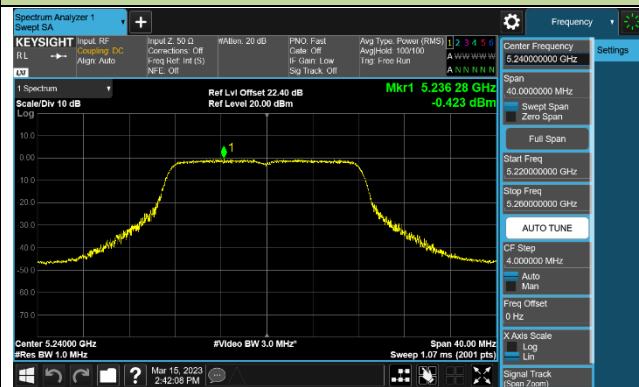 Spectrum Analyzer 1
Swept SA
Frequency
KEYSIGHT
RL
LXI
Input: RF
Coupling: DC
Align: Auto
Input Z: 50 Ω
Corrections: Off
Freq Ref: Int (S)
NFE: Off
#Atten: 20 dB
PNO: Fast
Gate: Off
IF Gain: Low
Sig Track: Off
Avg Type: Power (RMS)
Avg|Hold: 100/100
Trig: Free Run
1 2 3 4 5 6
A W W W W W
A N N N N N
1 Spectrum
Scale/Div 10 dB
Log
Ref Lvl Offset 22.40 dB
Ref Level 20.00 dBm
Mkr1 5.236 28 GHz
-0.423 dBm
10.0
0.00
10.0
20.0
30.0
40.0
-50.0
60.0
70.0
1
Center 5.24000 GHz
#Res BW 1.0 MHz
#Video BW 3.0 MHz*
Span 40.00 MHz
Sweep 1.07 ms (2001 pts)
Mar 15, 2023
2:42:08 PM
Center Frequency
5.240000000 GHz
Span
40.0000000 MHz
Swept Span
Zero Span
Full Span
Start Freq
5.220000000 GHz
Stop Freq
5.260000000 GHz
AUTO TUNE
CF Step
4.000000 MHz
Auto
Man
Freq Offset
0 Hz
X Axis Scale
Log
Lin
Signal Track
(Span Zoom)
Settings